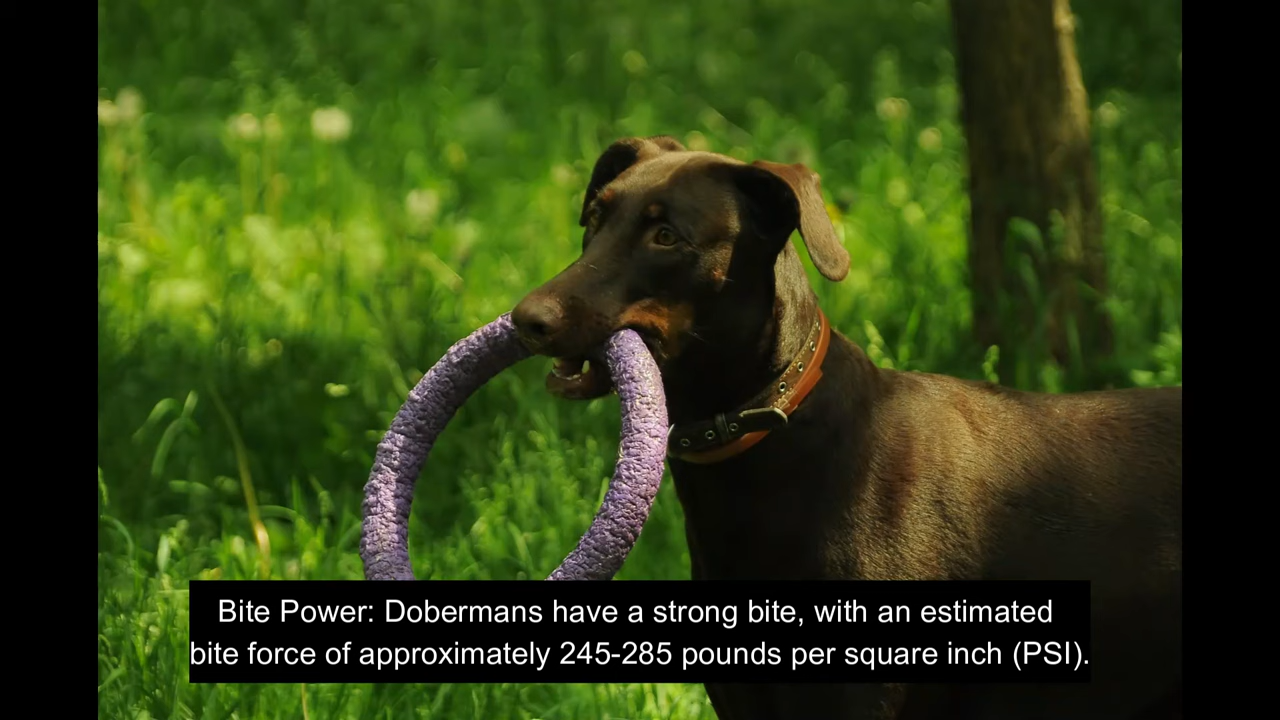 Bite Power: Dobermans have a strong bite, with an estimated
bite force of approximately 245-285 pounds per square inch (PSI).